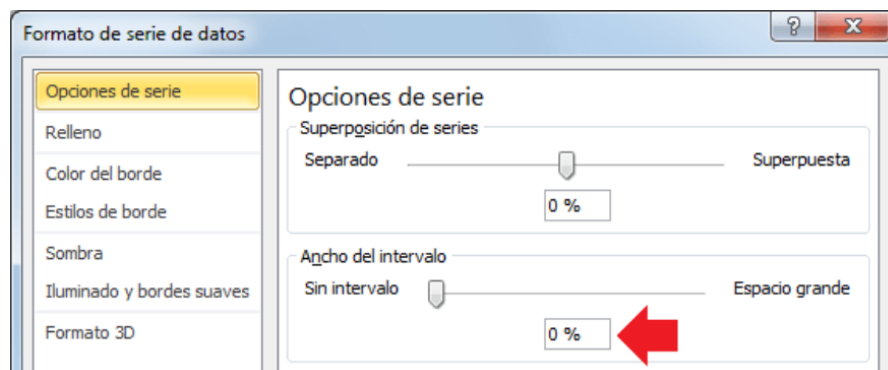 Formato de serie de datos
Opciones de serie
Relleno
Color del borde
Estilos de borde
Sombra
Iluminado y bordes suaves
Formato 3D
Opciones de serie
Superposición de series
Separado Superpuesta
0 %
Ancho del intervalo
Sin intervalo Espacio grande
0 %